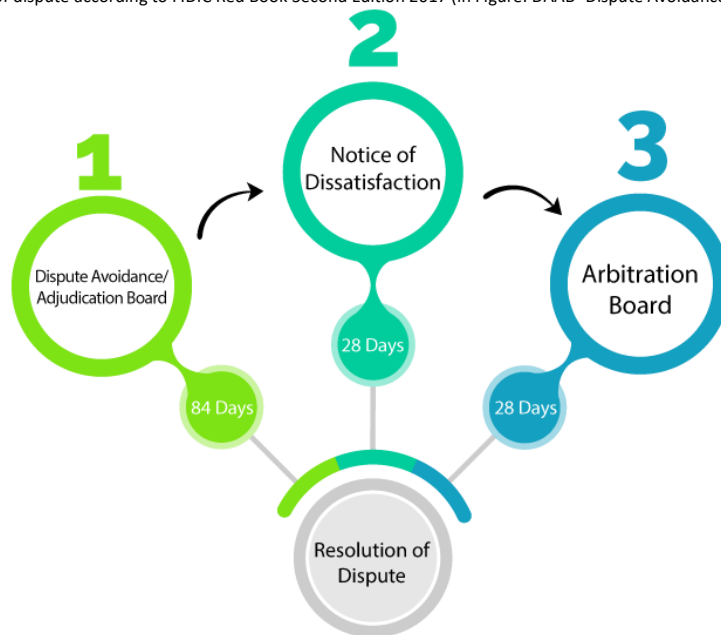 dispute according to FIDIC Red Book Second Edition 2017 (in Figure: DAAB- Dispute Avoidance
1
Dispute Avoidance/
Adjudication Board
84 Days
2
Notice of
Dissatisfaction
28 Days
3
Arbitration
Board
28 Days
Resolution of
Dispute